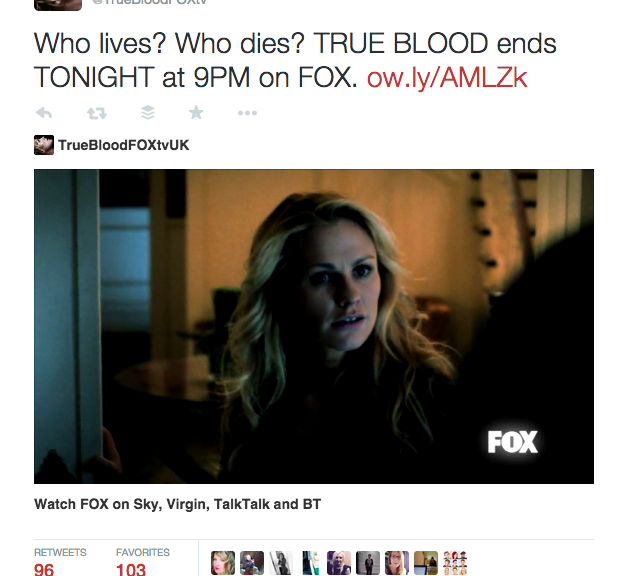 @TrueBloodFOXtv
Who lives? Who dies? TRUE BLOOD ends
TONIGHT at 9PM on FOX. ow.ly/AMLZk
TrueBloodFOXtvUK
FOX
Watch FOX on Sky, Virgin, TalkTalk and BT
RETWEETS FAVORITES
96 103